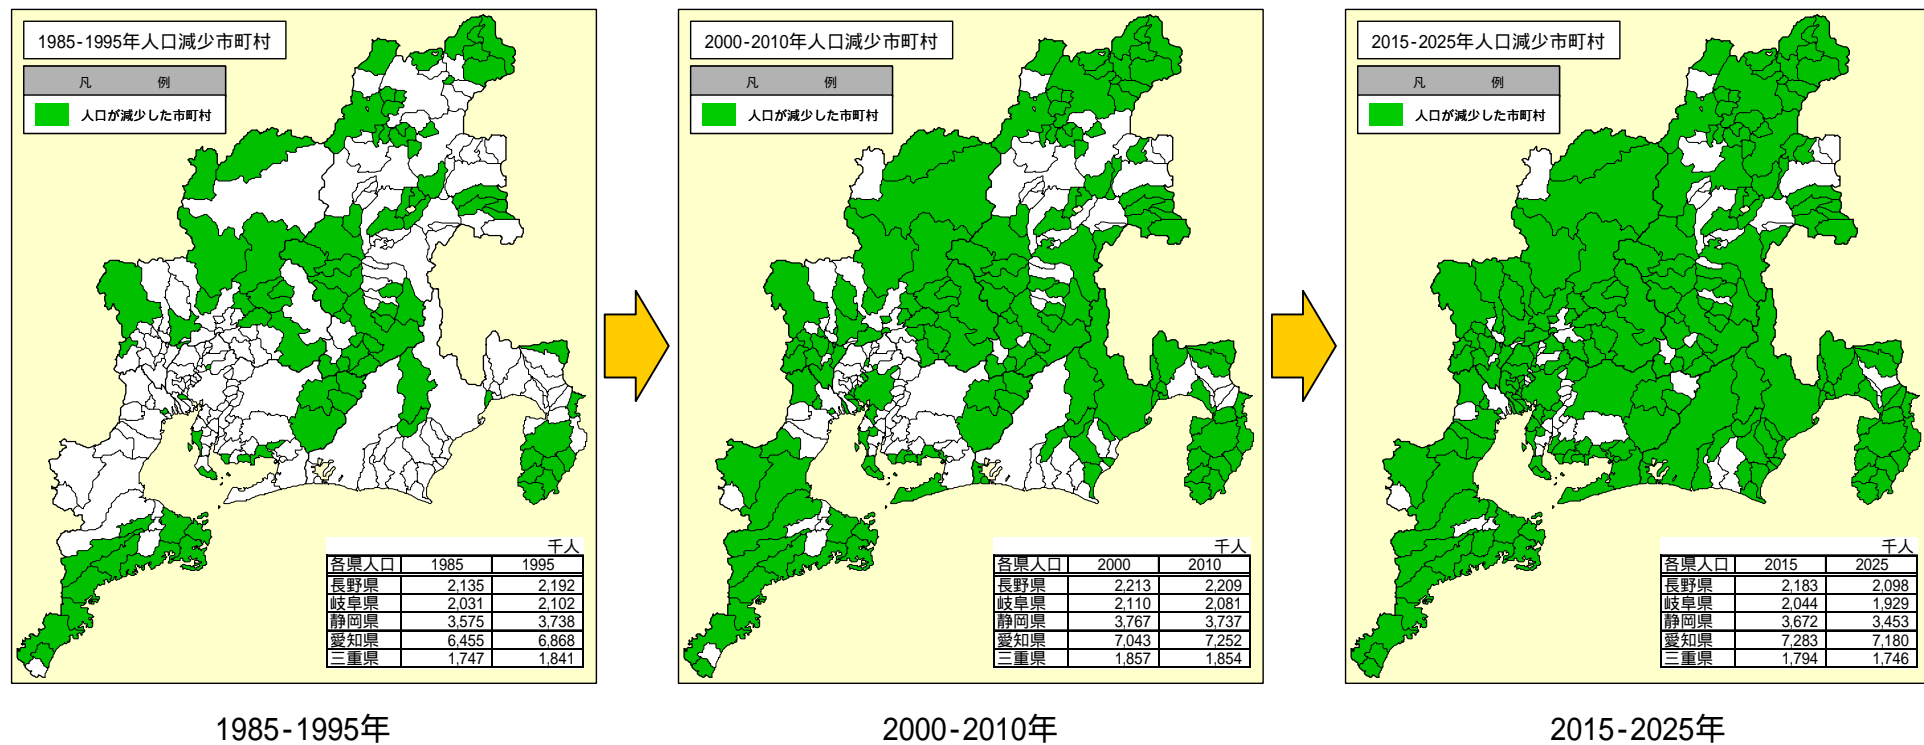 1985-1995年人口減少市町村
凡 例
人口が減少した市町村
千人
各県人口 1985 1995
長野県 2,135 2,192
岐阜県 2,031 2,102
静岡県 3,575 3,738
愛知県 6,455 6,868
三重県 1,747 1,841
1985-1995年
2000-2010年人口減少市町村
凡 例
人口が減少した市町村
千人
各県人口 2000 2010
長野県 2,213 2,209
岐阜県 2,110 2,081
静岡県 3,767 3,737
愛知県 7,043 7,252
三重県 1,857 1,854
2000-2010年
2015-2025年人口減少市町村
凡 例
人口が減少した市町村
千人
各県人口 2015 2025
長野県 2,183 2,098
岐阜県 2,044 1,929
静岡県 3,672 3,453
愛知県 7,283 7,180
三重県 1,794 1,746
2015-2025年